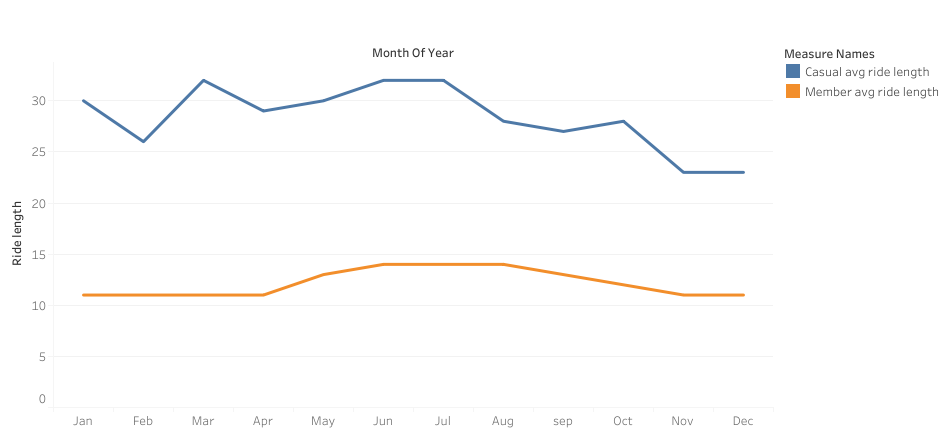 Month Of Year
Measure Names
Casual avg ride length
Member avg ride length
Ride length
30
25
20
15
10
5
0
Jan Feb Mar Apr May Jun Jul Aug sep Oct Nov Dec